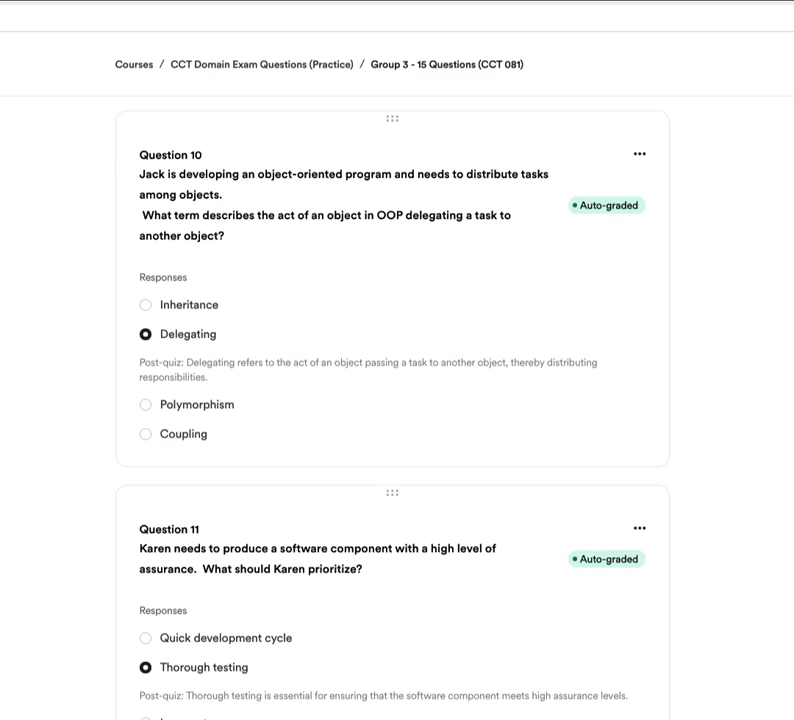 Courses / CCT Domain Exam Questions (Practice) / Group 3 - 15 Questions (CCT 081)
Question 10
Jack is developing an object-oriented program and needs to distribute tasks
among objects.
What term describes the act of an object in OOP delegating a task to
another object?
Auto-graded
Responses
Inheritance
Delegating
Post-quiz: Delegating refers to the act of an object passing a task to another object, thereby distributing
responsibilities.
Polymorphism
Coupling
Question 11
Karen needs to produce a software component with a high level of
assurance. What should Karen prioritize?
Auto-graded
Responses
Quick development cycle
Thorough testing
Post-quiz: Thorough testing is essential for ensuring that the software component meets high assurance levels.